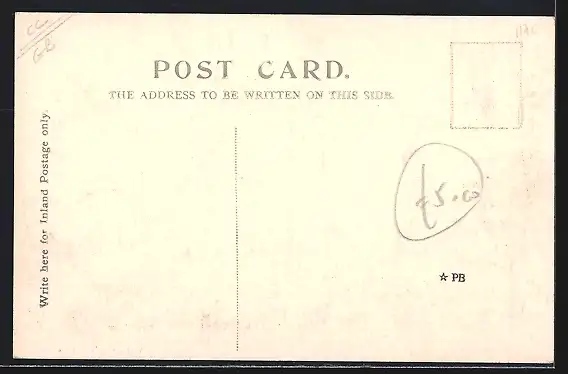 POST CARD.
THE ADDRESS TO BE WRITTEN ON THIS SIDE.
Write here for Inland Postage only.
£5.00
☆ PB